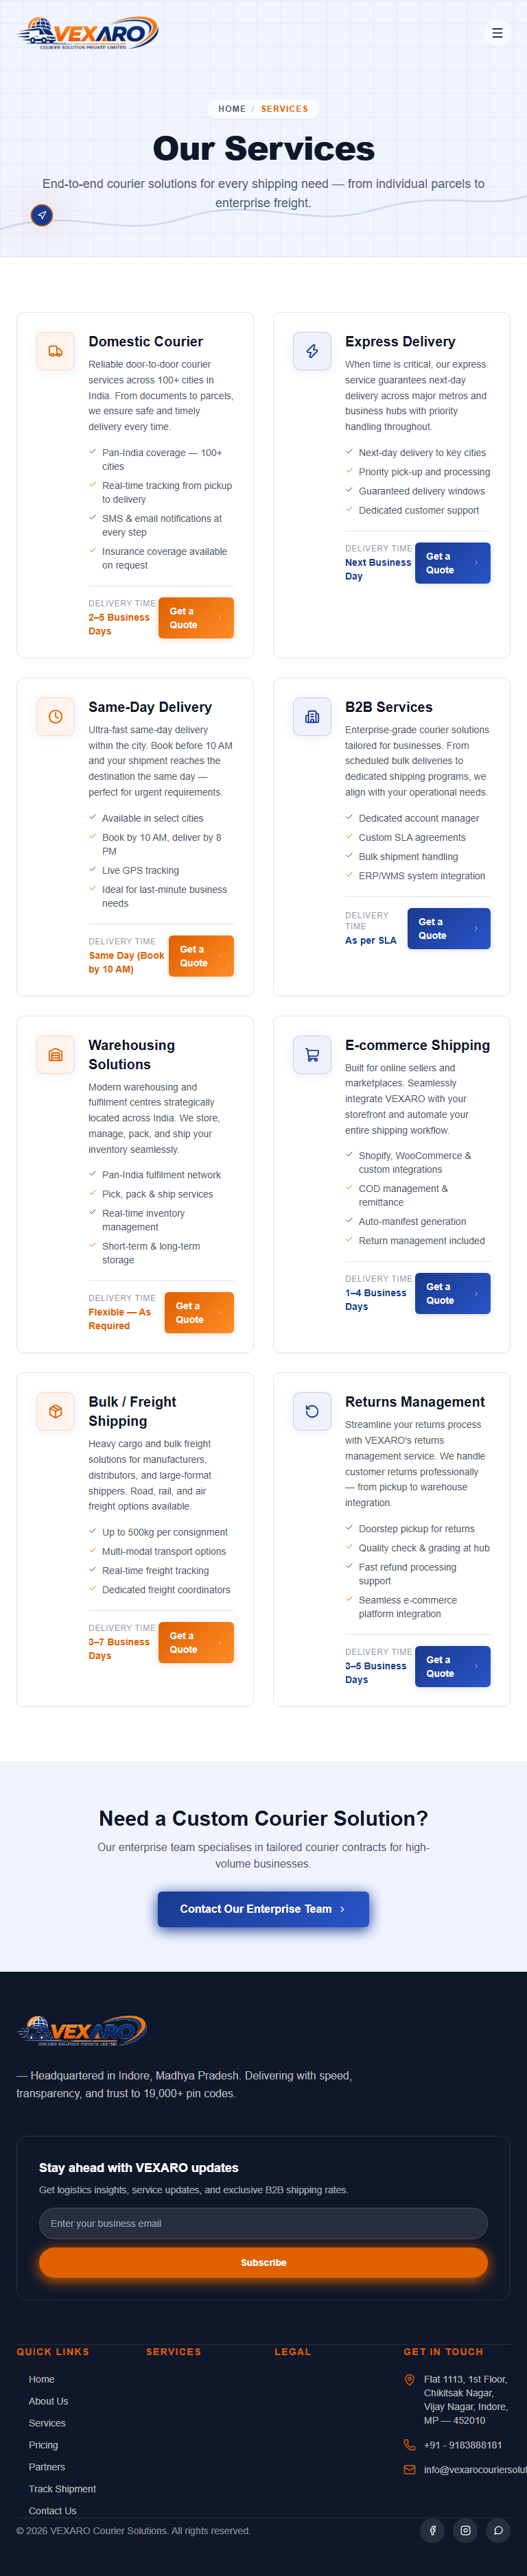 VEXARO
COURIER SOLUTION PRIVATE LIMITED
HOME / SERVICES
Our Services
End-to-end courier solutions for every shipping need — from individual parcels to
enterprise freight.
Domestic Courier
Reliable door-to-door courier
services across 100+ cities in
India. From documents to parcels,
we ensure safe and timely
delivery every time.
Pan-India coverage — 100+
cities
Real-time tracking from pickup
to delivery
SMS & email notifications at
every step
Insurance coverage available
on request
DELIVERY TIME
2–5 Business
Days
Get a
Quote
Express Delivery
When time is critical, our express
service guarantees next-day
delivery across major metros and
business hubs with priority
handling throughout.
Next-day delivery to key cities
Priority pick-up and processing
Guaranteed delivery windows
Dedicated customer support
DELIVERY TIME
Next Business
Day
Get a
Quote
Same-Day Delivery
Ultra-fast same-day delivery
within the city. Book before 10 AM
and your shipment reaches the
destination the same day —
perfect for urgent requirements.
Available in select cities
Book by 10 AM, deliver by 8
PM
Live GPS tracking
Ideal for last-minute business
needs
DELIVERY TIME
Same Day (Book
by 10 AM)
Get a
Quote
B2B Services
Enterprise-grade courier solutions
tailored for businesses. From
scheduled bulk deliveries to
dedicated shipping programs, we
align with your operational needs.
Dedicated account manager
Custom SLA agreements
Bulk shipment handling
ERP/WMS system integration
DELIVERY
TIME
As per SLA
Get a
Quote
Warehousing
Solutions
Modern warehousing and
fulfilment centres strategically
located across India. We store,
manage, pack, and ship your
inventory seamlessly.
Pan-India fulfilment network
Pick, pack & ship services
Real-time inventory
management
Short-term & long-term
storage
DELIVERY TIME
Flexible — As
Required
Get a
Quote
E-commerce Shipping
Built for online sellers and
marketplaces. Seamlessly
integrate VEXARO with your
storefront and automate your
entire shipping workflow.
Shopify, WooCommerce &
custom integrations
COD management &
remittance
Auto-manifest generation
Return management included
DELIVERY TIME
1–4 Business
Days
Get a
Quote
Bulk / Freight
Shipping
Heavy cargo and bulk freight
solutions for manufacturers,
distributors, and large-format
shippers. Road, rail, and air
freight options available.
Up to 500kg per consignment
Multi-modal transport options
Real-time freight tracking
Dedicated freight coordinators
DELIVERY TIME
3–7 Business
Days
Get a
Quote
Returns Management
Streamline your returns process
with VEXARO's returns
management service. We handle
customer returns professionally
— from pickup to warehouse
integration.
Doorstep pickup for returns
Quality check & grading at hub
Fast refund processing
support
Seamless e-commerce
platform integration
DELIVERY TIME
3–5 Business
Days
Get a
Quote
Need a Custom Courier Solution?
Our enterprise team specialises in tailored courier contracts for high-
volume businesses.
Contact Our Enterprise Team
VEXARO
COURIER SOLUTION PRIVATE LIMITED
— Headquartered in Indore, Madhya Pradesh. Delivering with speed,
transparency, and trust to 19,000+ pin codes.
Stay ahead with VEXARO updates
Get logistics insights, service updates, and exclusive B2B shipping rates.
Enter your business email
Subscribe
QUICK LINKS
Home
About Us
Services
Pricing
Partners
Track Shipment
Contact Us
SERVICES
LEGAL
GET IN TOUCH
Flat 1113, 1st Floor,
Chikitsak Nagar,
Vijay Nagar, Indore,
MP — 452010
+91 - 9183888181
info@vexarocouriersolut
© 2026 VEXARO Courier Solutions. All rights reserved.